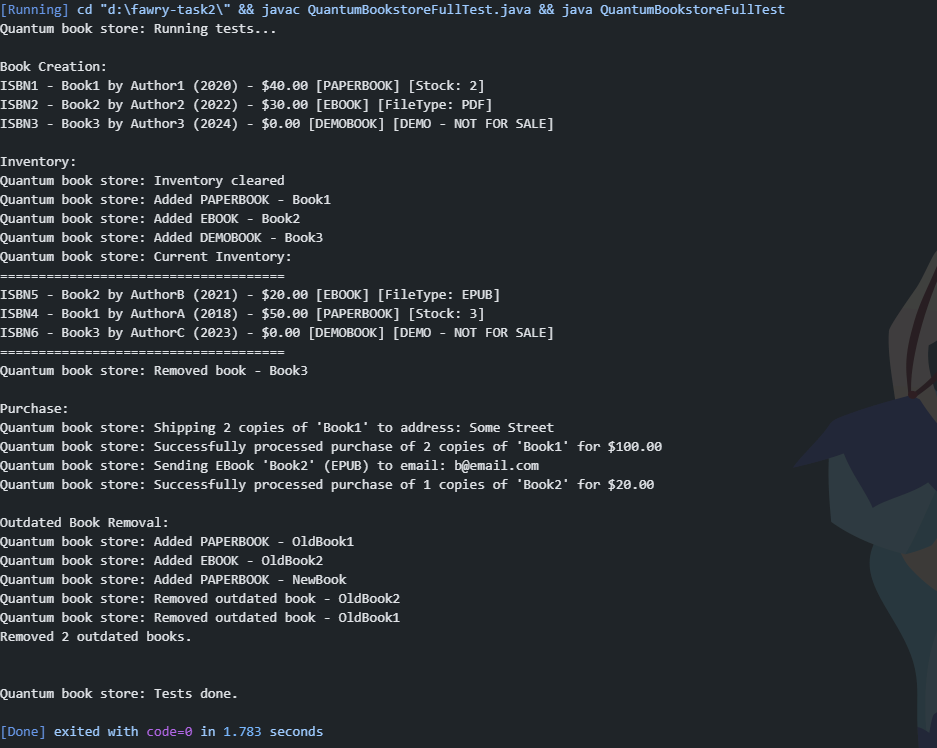 [Running] cd "d:\fawry-task2\" && javac QuantumBookstoreFullTest.java && java QuantumBookstoreFullTest
Quantum book store: Running tests...
Book Creation:
ISBN1 - Book1 by Author1 (2020) - $40.00 [PAPERBOOK] [Stock: 2]
ISBN2 - Book2 by Author2 (2022) - $30.00 [EBOOK] [FileType: PDF]
ISBN3 - Book3 by Author3 (2024) - $0.00 [DEMOBOOK] [DEMO - NOT FOR SALE]
Inventory:
Quantum book store: Inventory cleared
Quantum book store: Added PAPERBOOK - Book1
Quantum book store: Added EBOOK - Book2
Quantum book store: Added DEMOBOOK - Book3
Quantum book store: Current Inventory:
=====================================
ISBN5 - Book2 by AuthorB (2021) - $20.00 [EBOOK] [FileType: EPUB]
ISBN4 - Book1 by AuthorA (2018) - $50.00 [PAPERBOOK] [Stock: 3]
ISBN6 - Book3 by AuthorC (2023) - $0.00 [DEMOBOOK] [DEMO - NOT FOR SALE]
=====================================
Quantum book store: Removed book - Book3
Purchase:
Quantum book store: Shipping 2 copies of 'Book1' to address: Some Street
Quantum book store: Successfully processed purchase of 2 copies of 'Book1' for $100.00
Quantum book store: Sending EBook 'Book2' (EPUB) to email: b@email.com
Quantum book store: Successfully processed purchase of 1 copies of 'Book2' for $20.00
Outdated Book Removal:
Quantum book store: Added PAPERBOOK - OldBook1
Quantum book store: Added EBOOK - OldBook2
Quantum book store: Added PAPERBOOK - NewBook
Quantum book store: Removed outdated book - OldBook2
Quantum book store: Removed outdated book - OldBook1
Removed 2 outdated books.
Quantum book store: Tests done.
[Done] exited with code=0 in 1.783 seconds